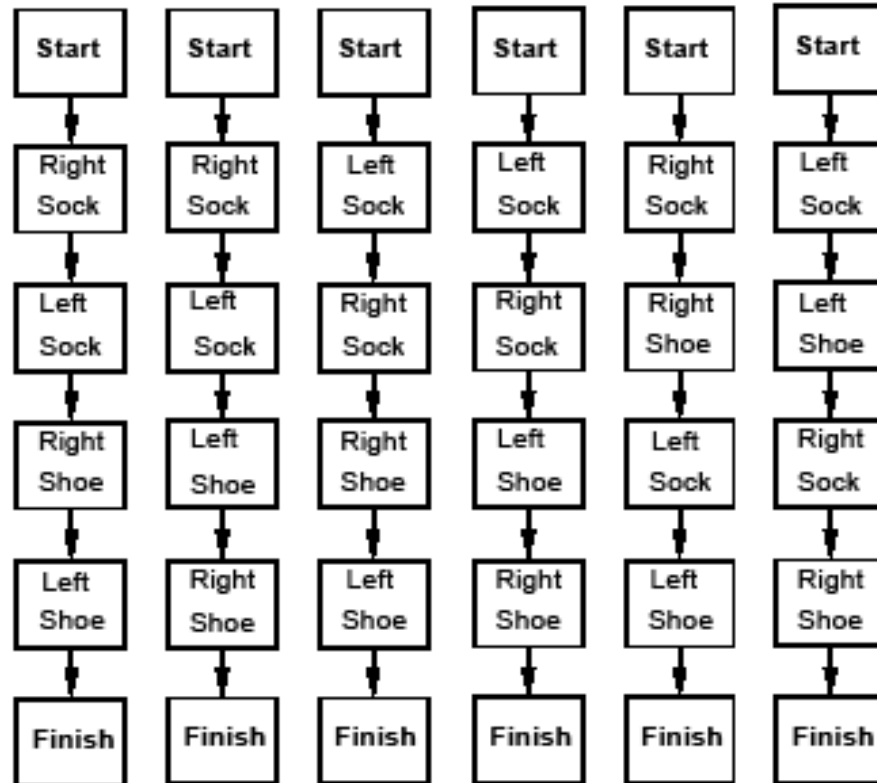 Start Start Start Start Start Start
Right Right Left Left Right Left
Sock Sock Sock Sock Sock Sock
Left Left Right Right Right Left
Sock Sock Sock Sock Shoe Shoe
Right Left Right Left Left Right
Shoe Shoe Shoe Shoe Sock Sock
Left Right Left Right Left Right
Shoe Shoe Shoe Shoe Shoe Shoe
Finish Finish Finish Finish Finish Finish